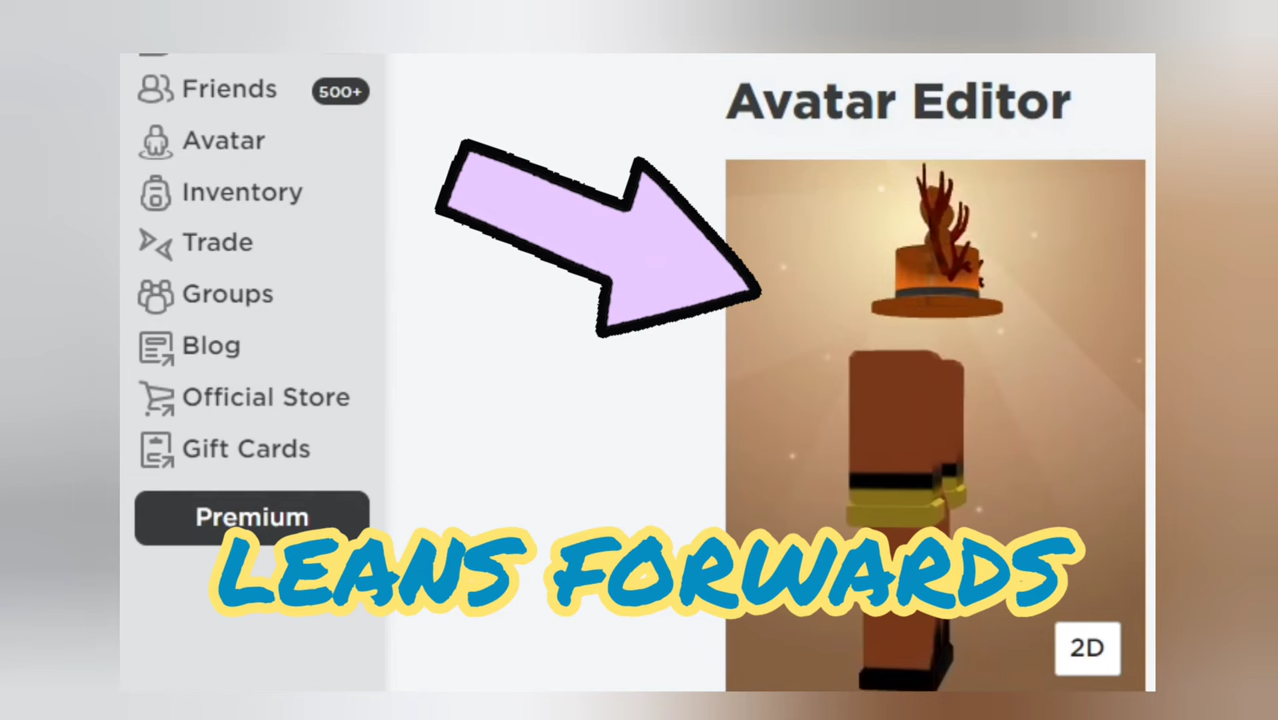 Friends 500+
Avatar Editor
Avatar
Inventory
Trade
Groups
Blog
Official Store
Gift Cards
Premium
LEANS FORWARDS
2D